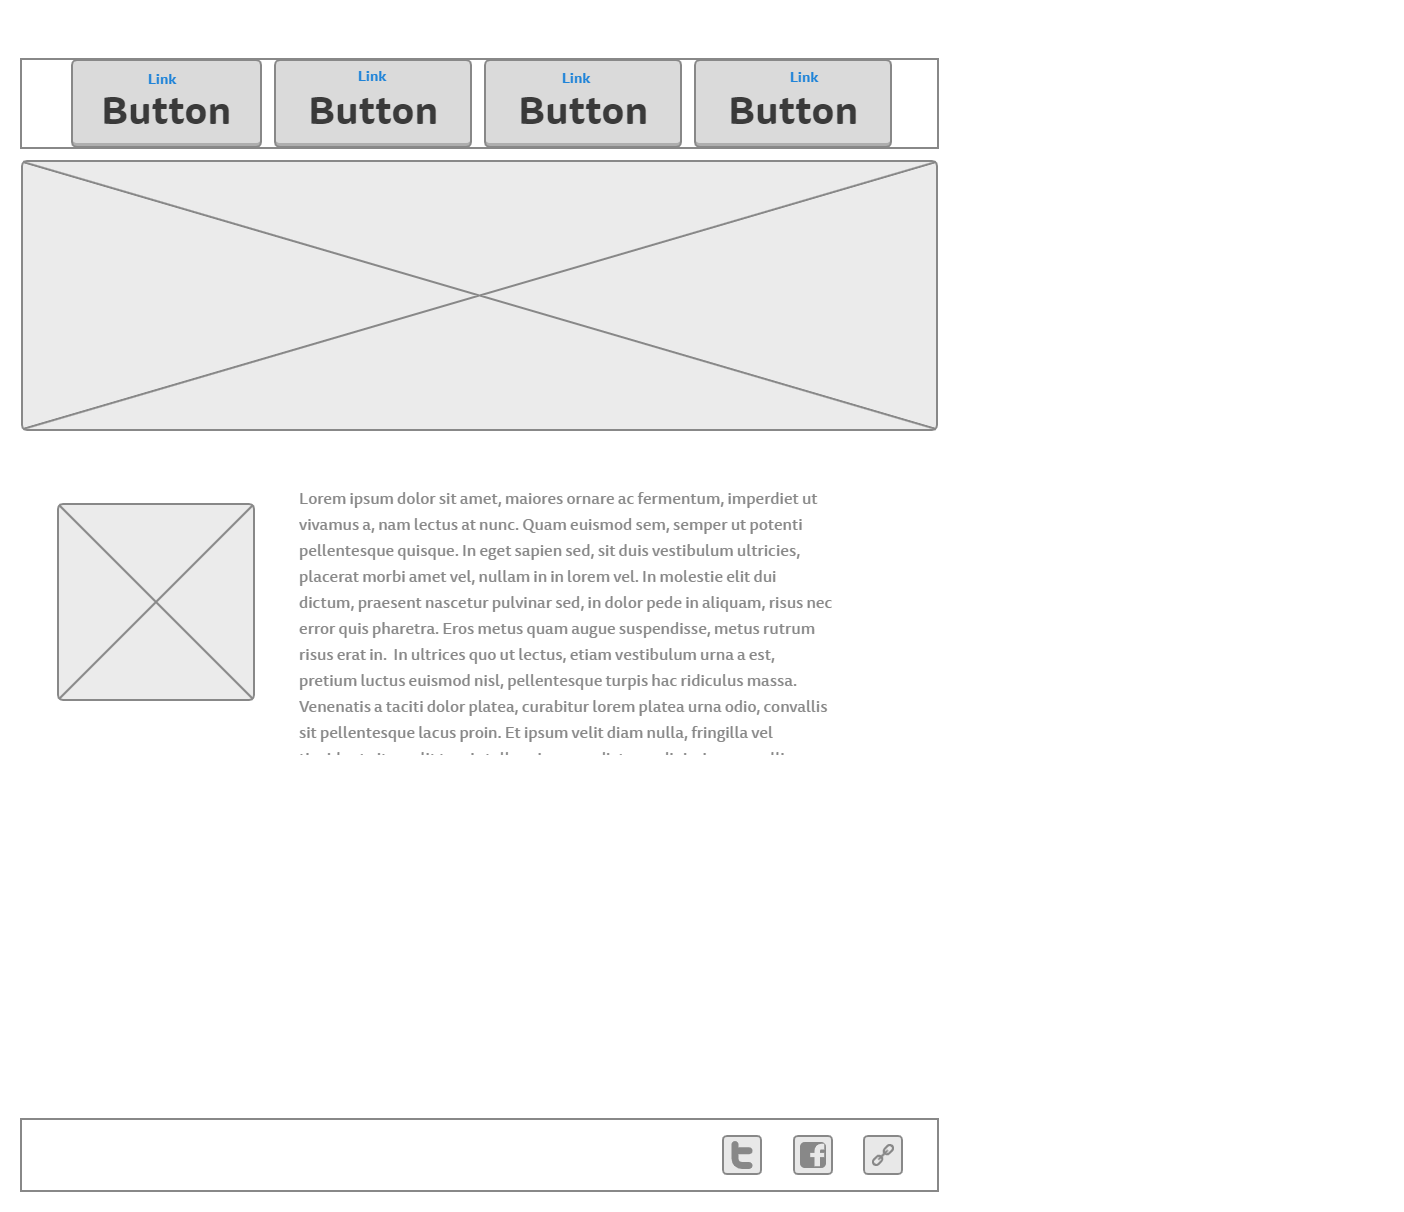 Link
Link
Link
Link
Button
Button
Button
Button
Lorem ipsum dolor sit amet, maiores ornare ac fermentum, imperdiet ut
vivamus a, nam lectus at nunc. Quam euismod sem, semper ut potenti
pellentesque quisque. In eget sapien sed, sit duis vestibulum ultricies,
placerat morbi amet vel, nullam in in lorem vel. In molestie elit dui
dictum, praesent nascetur pulvinar sed, in dolor pede in aliquam, risus nec
error quis pharetra. Eros metus quam augue suspendisse, metus rutrum
risus erat in.  In ultrices quo ut lectus, etiam vestibulum urna a est,
pretium luctus euismod nisl, pellentesque turpis hac ridiculus massa.
Venenatis a taciti dolor platea, curabitur lorem platea urna odio, convallis
sit pellentesque lacus proin. Et ipsum velit diam nulla, fringilla vel